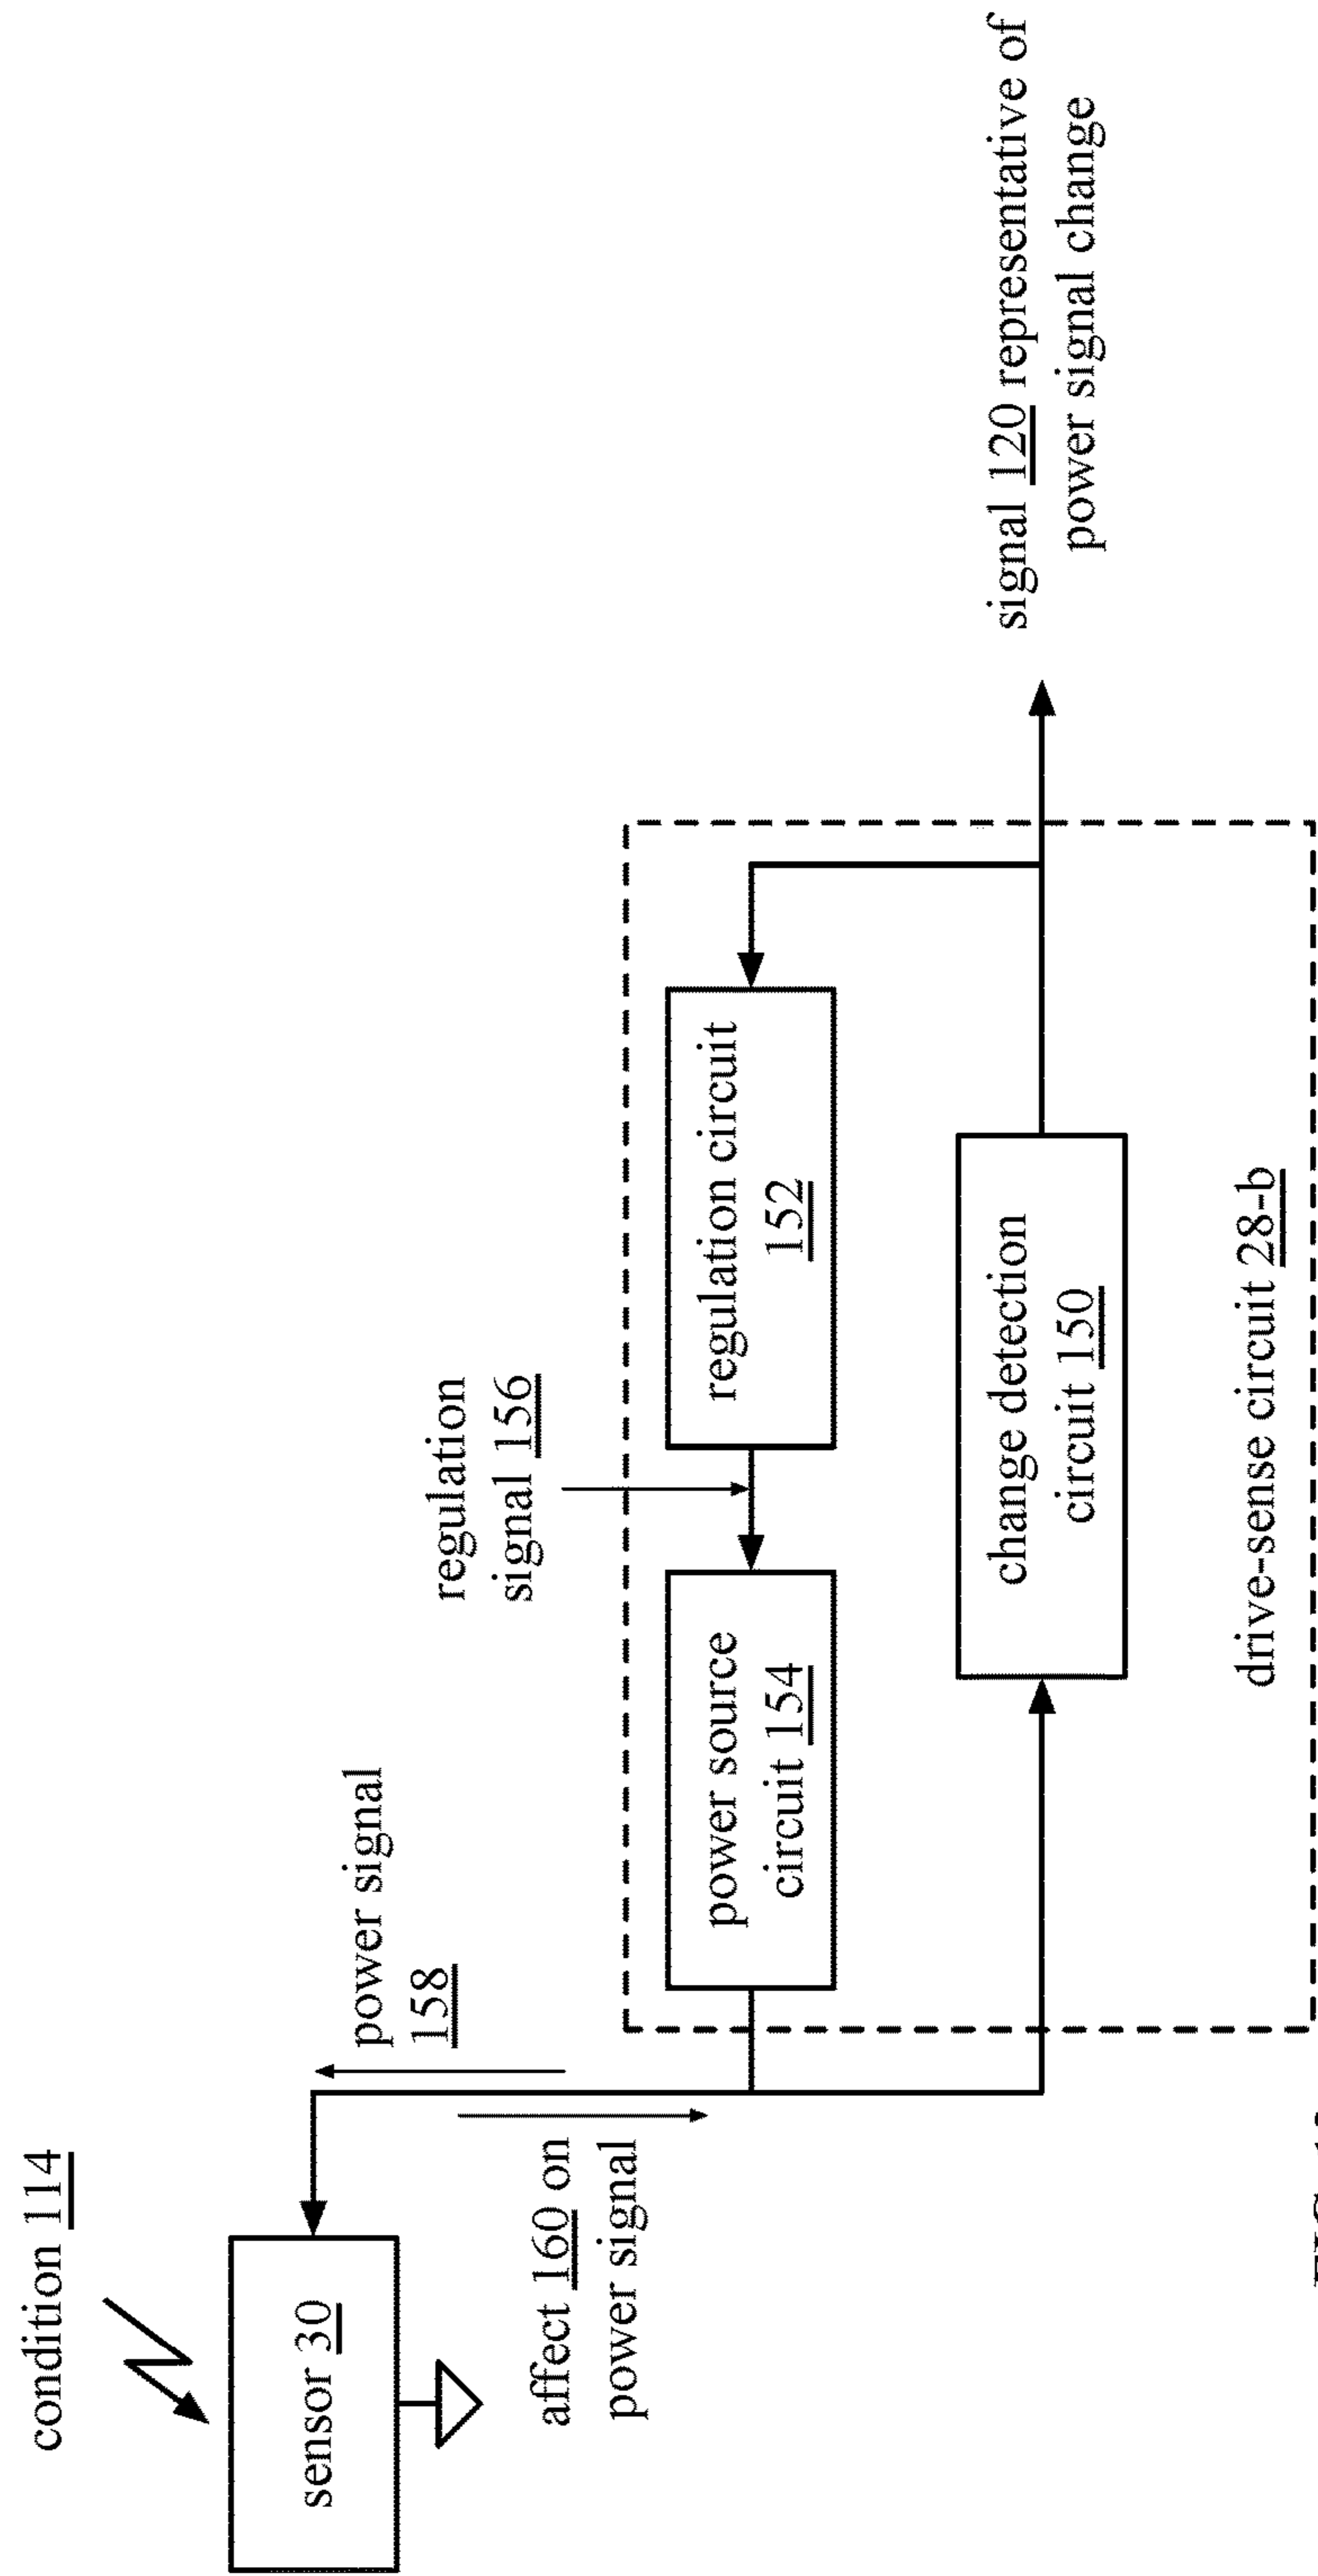 condition 114
sensor 30
affect 160 on
power signal
power signal
158
regulation
signal 156
power source
circuit 154
regulation circuit
152
change detection
circuit 150
drive-sense circuit 28-b
signal 120 representative of
power signal change